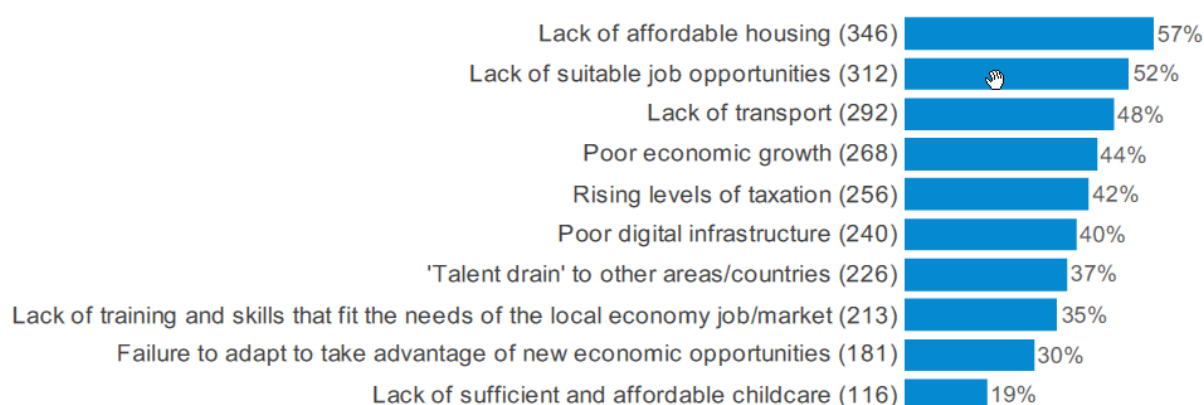 Lack of affordable housing (346) 57%
Lack of suitable job opportunities (312) 52%
Lack of transport (292) 48%
Poor economic growth (268) 44%
Rising levels of taxation (256) 42%
Poor digital infrastructure (240) 40%
'Talent drain' to other areas/countries (226) 37%
Lack of training and skills that fit the needs of the local economy job/market (213) 35%
Failure to adapt to take advantage of new economic opportunities (181) 30%
Lack of sufficient and affordable childcare (116) 19%